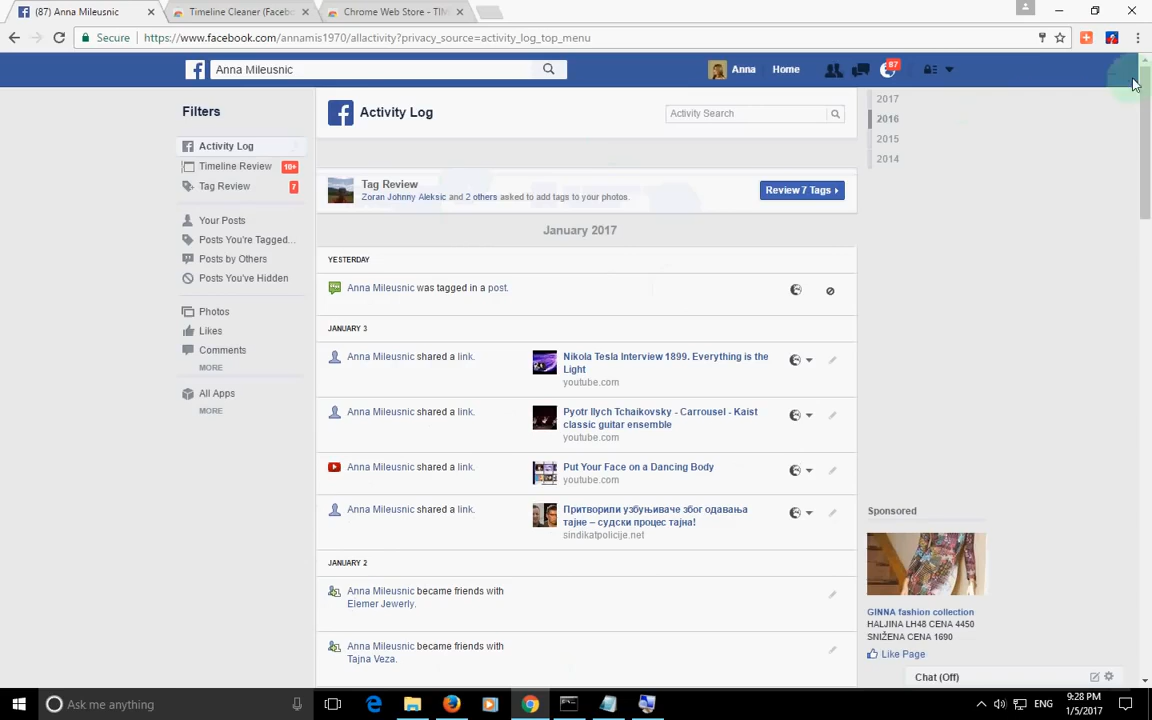 (87) Anna Mileusnic
Timeline Cleaner (Faceb
Chrome Web Store - TIM
Secure
https://www.facebook.com/annamis1970/allactivity?privacy_source=activity_log_top_menu
Anna Mileusnic
Anna
Home
87
Filters
Activity Log
Timeline Review 10+
Tag Review 7
Your Posts
Posts You're Tagged...
Posts by Others
Posts You've Hidden
Photos
Likes
Comments
MORE
All Apps
MORE
Activity Log
Activity Search
Tag Review
Zoran Johnny Aleksic and 2 others asked to add tags to your photos.
Review 7 Tags
January 2017
YESTERDAY
Anna Mileusnic was tagged in a post.
JANUARY 3
Anna Mileusnic shared a link.
Nikola Tesla Interview 1899. Everything is the
Light
youtube.com
Anna Mileusnic shared a link.
Pyotr Ilych Tchaikovsky - Carrousel - Kaist
classic guitar ensemble
youtube.com
Anna Mileusnic shared a link.
Put Your Face on a Dancing Body
youtube.com
Anna Mileusnic shared a link.
Притворили узбуњиваче због одавања
тајне – судски процес тајна!
sindikatpolicije.net
JANUARY 2
Anna Mileusnic became friends with
Elemer Jewerly.
Anna Mileusnic became friends with
Tajna Veza.
2017
2016
2015
2014
Sponsored
GINNA fashion collection
HALJINA LH48 CENA 4450
SNIŽENA CENA 1690
Like Page
Chat (Off)
Ask me anything
ENG
9:28 PM
1/5/2017